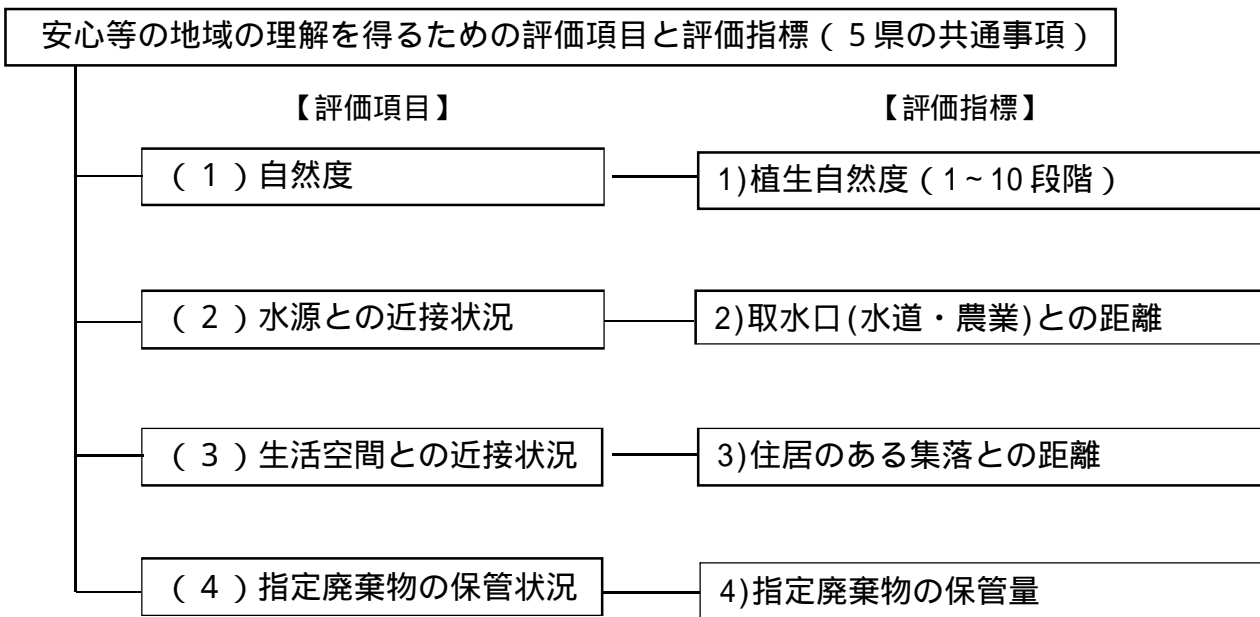 安心等の地域の理解を得るための評価項目と評価指標(5県の共通事項)
【評価項目】 【評価指標】
(1)自然度 1)植生自然度(1~10段階)
(2)水源との近接状況 2)取水口(水道・農業)との距離
(3)生活空間との近接状況 3)住居のある集落との距離
(4)指定廃棄物の保管状況 4)指定廃棄物の保管量